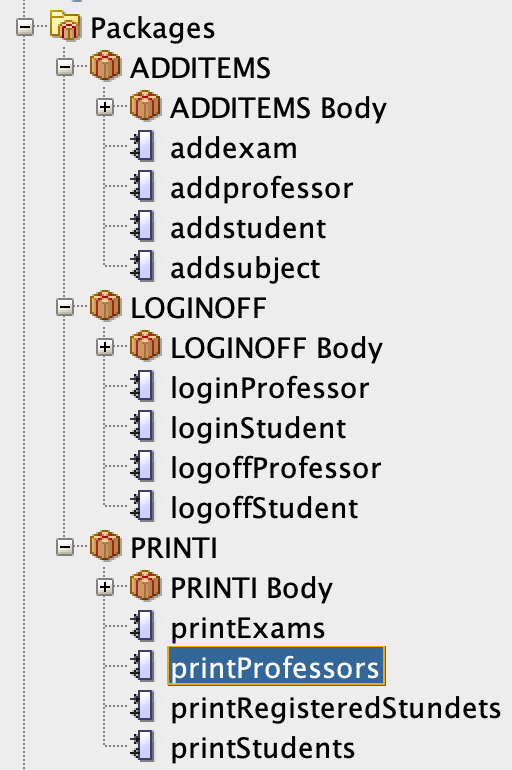 Packages
ADDITEMS
ADDITEMS Body
addexam
addprofessor
addstudent
addsubject
LOGINOFF
LOGINOFF Body
loginProfessor
loginStudent
logoffProfessor
logoffStudent
PRINTI
PRINTI Body
printExams
printProfessors
printRegisteredStundets
printStudents